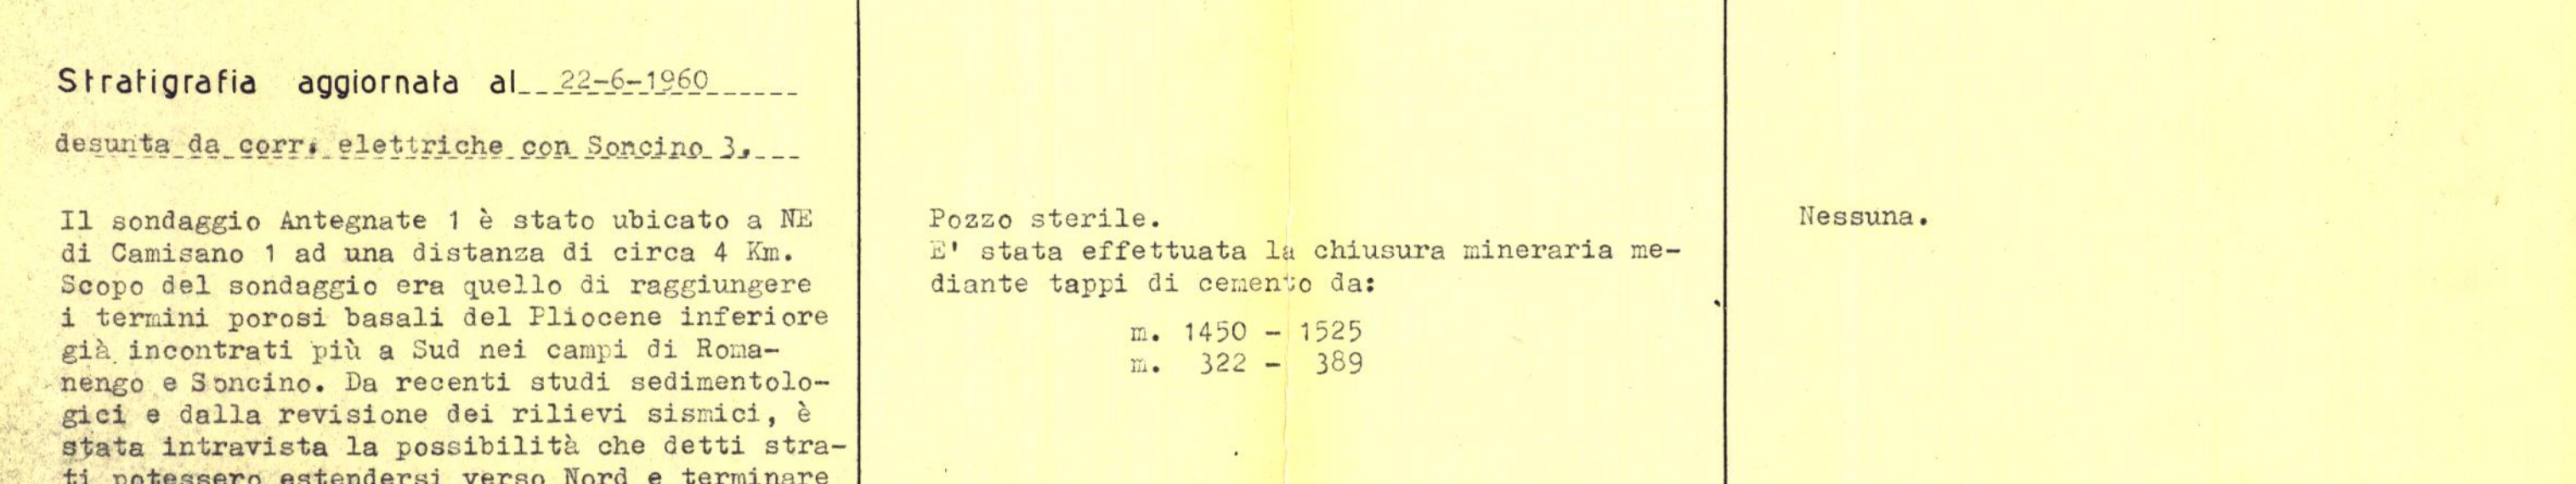 Stratigrafia aggiornata al 22-6-1960
desunta da corr. elettriche con Soncino 3.
Il sondaggio Antegnate 1 è stato ubicato a NE
di Camisano 1 ad una distanza di circa 4 Km.
Scopo del sondaggio era quello di raggiungere
i termini porosi basali del Pliocene inferiore
già incontrati più a Sud nei campi di Roma-
nengo e Soncino. Da recenti studi sedimentolo-
gici e dalla revisione dei rilievi sismici, è
stata intravista la possibilità che detti stra-
ti potessero estendersi verso Nord e terminare
Pozzo sterile.
E' stata effettuata la chiusura mineraria me-
diante tappi di cemento da:
m. 1450 - 1525
m. 322 - 389
Nessuna.